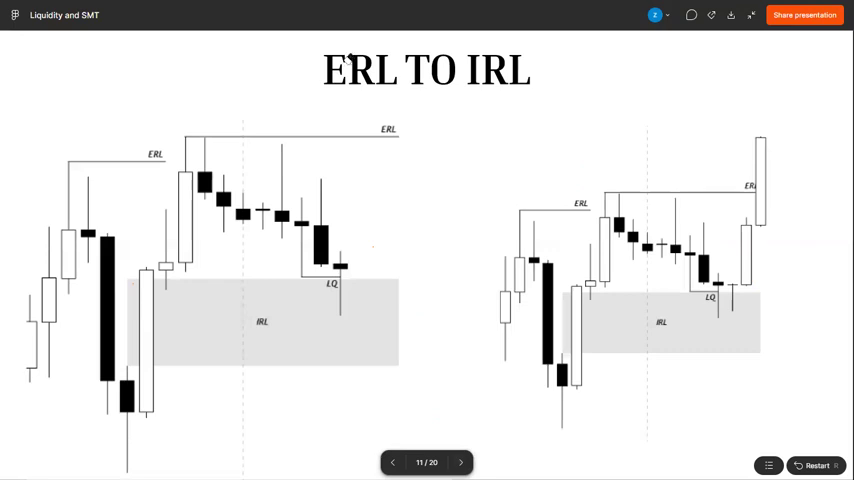 Liquidity and SMT
Z
Share presentation
ERL TO IRL
ERL
ERL
LQ
IRL
ERL
ERL
LQ
IRL
11 / 20
Restart R